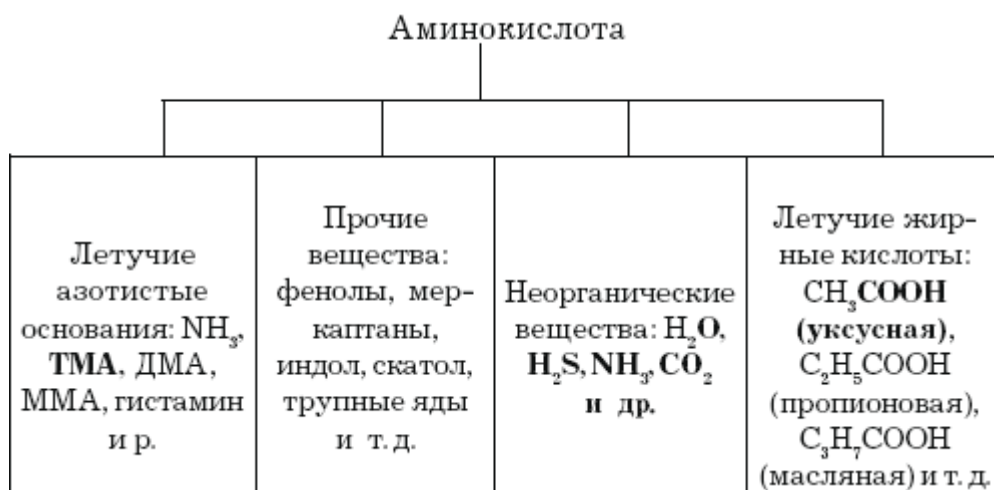 Аминокислота
Летучие
азотистые
основания: NH₃,
ТМА, ДМА,
ММА, гистамин
и р.
Прочие
вещества:
фенолы, мер-
каптаны,
индол, скатол,
трупные яды
и т. д.
Неорганические
вещества: H₂O,
H₂S, NH₃, CO₂
и др.
Летучие жир-
ные кислоты:
CH₃COOH
(уксусная),
C₂H₅COOH
(пропионовая),
C₃H₇COOH
(масляная) и т. д.